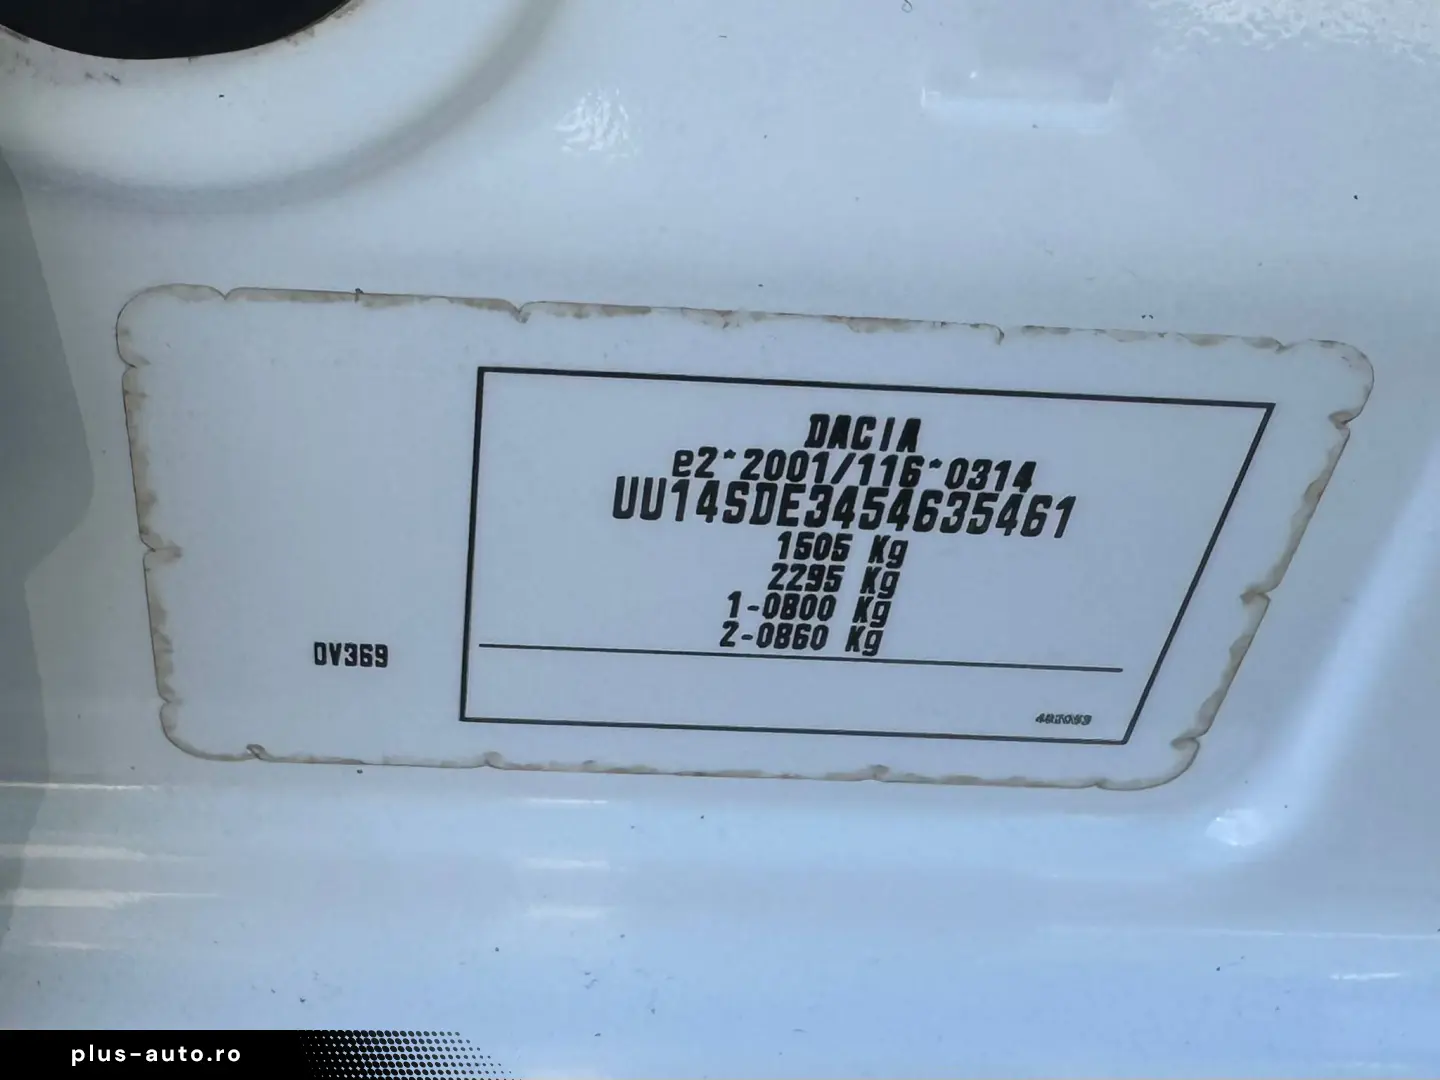 DACIA
e2*2001/116*0314
UU14SDE3454635461
1505 Kg
2295 Kg
1-0800 Kg
2-0860 Kg
OV369
plus-auto.ro